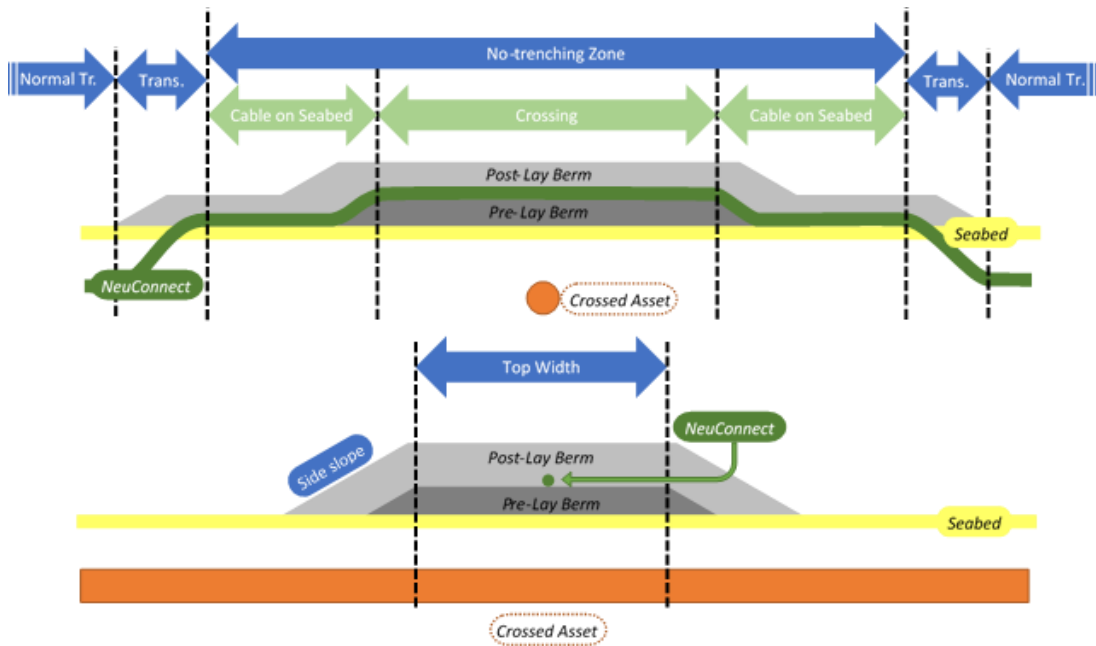 No-trenching Zone
Normal Tr.
Trans.
Trans.
Normal Tr.
Cable on Seabed
Crossing
Cable on Seabed
Post-Lay Berm
Pre-Lay Berm
Seabed
NeuConnect
Crossed Asset
Top Width
NeuConnect
Side slope
Post-Lay Berm
Pre-Lay Berm
Seabed
Crossed Asset